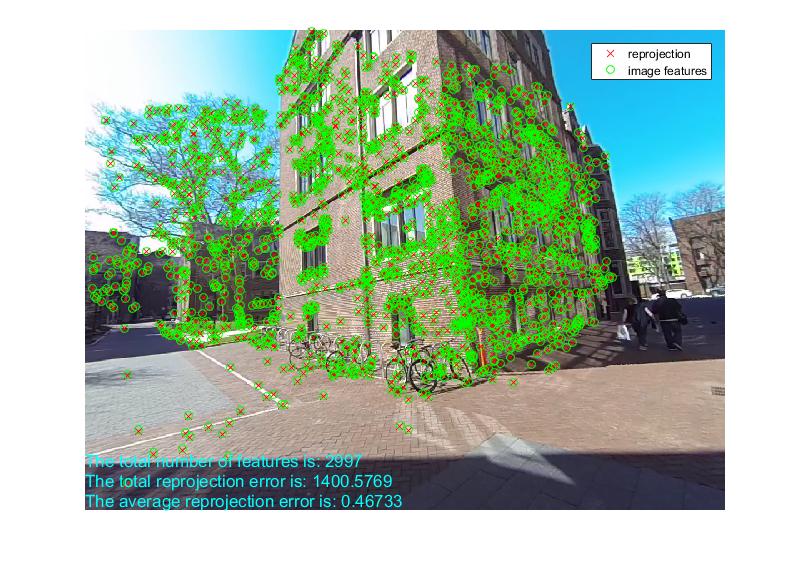 reprojection
image features
The total number of features is: 2997
The total reprojection error is: 1400.5769
The average reprojection error is: 0.46733